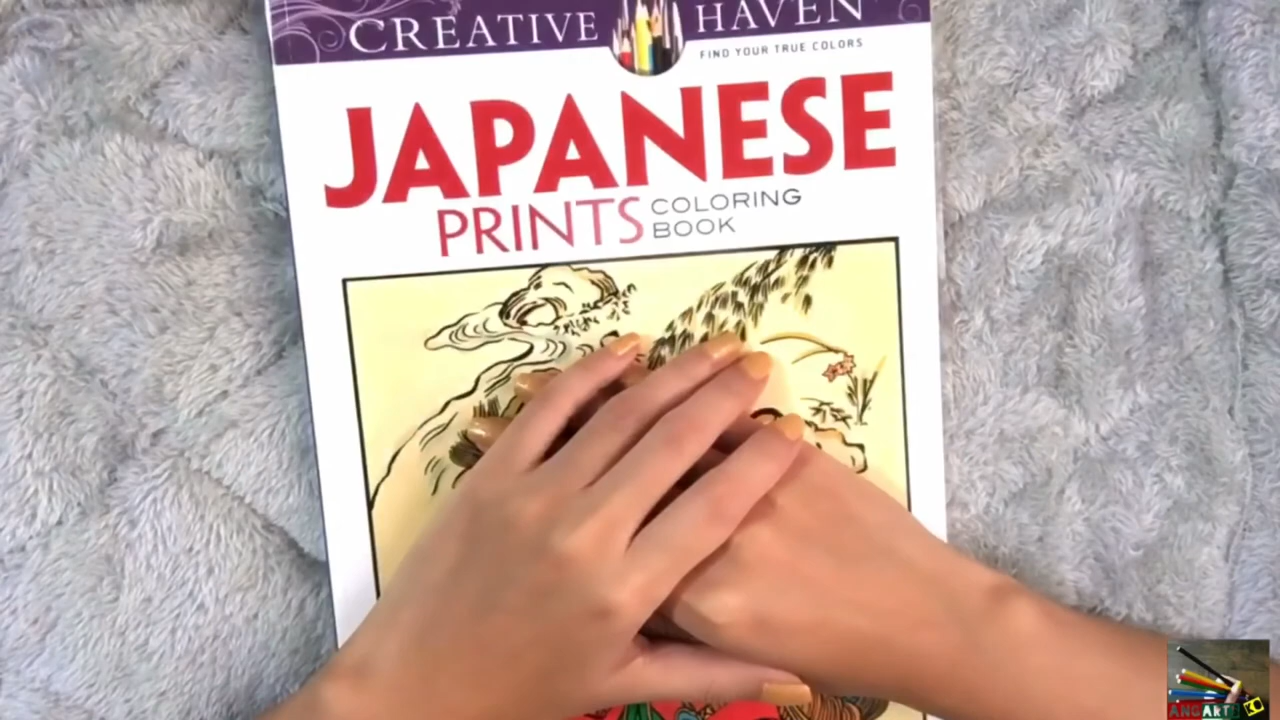 CREATIVE HAVEN
FIND YOUR TRUE COLORS
JAPANESE
PRINTS COLORING
BOOK